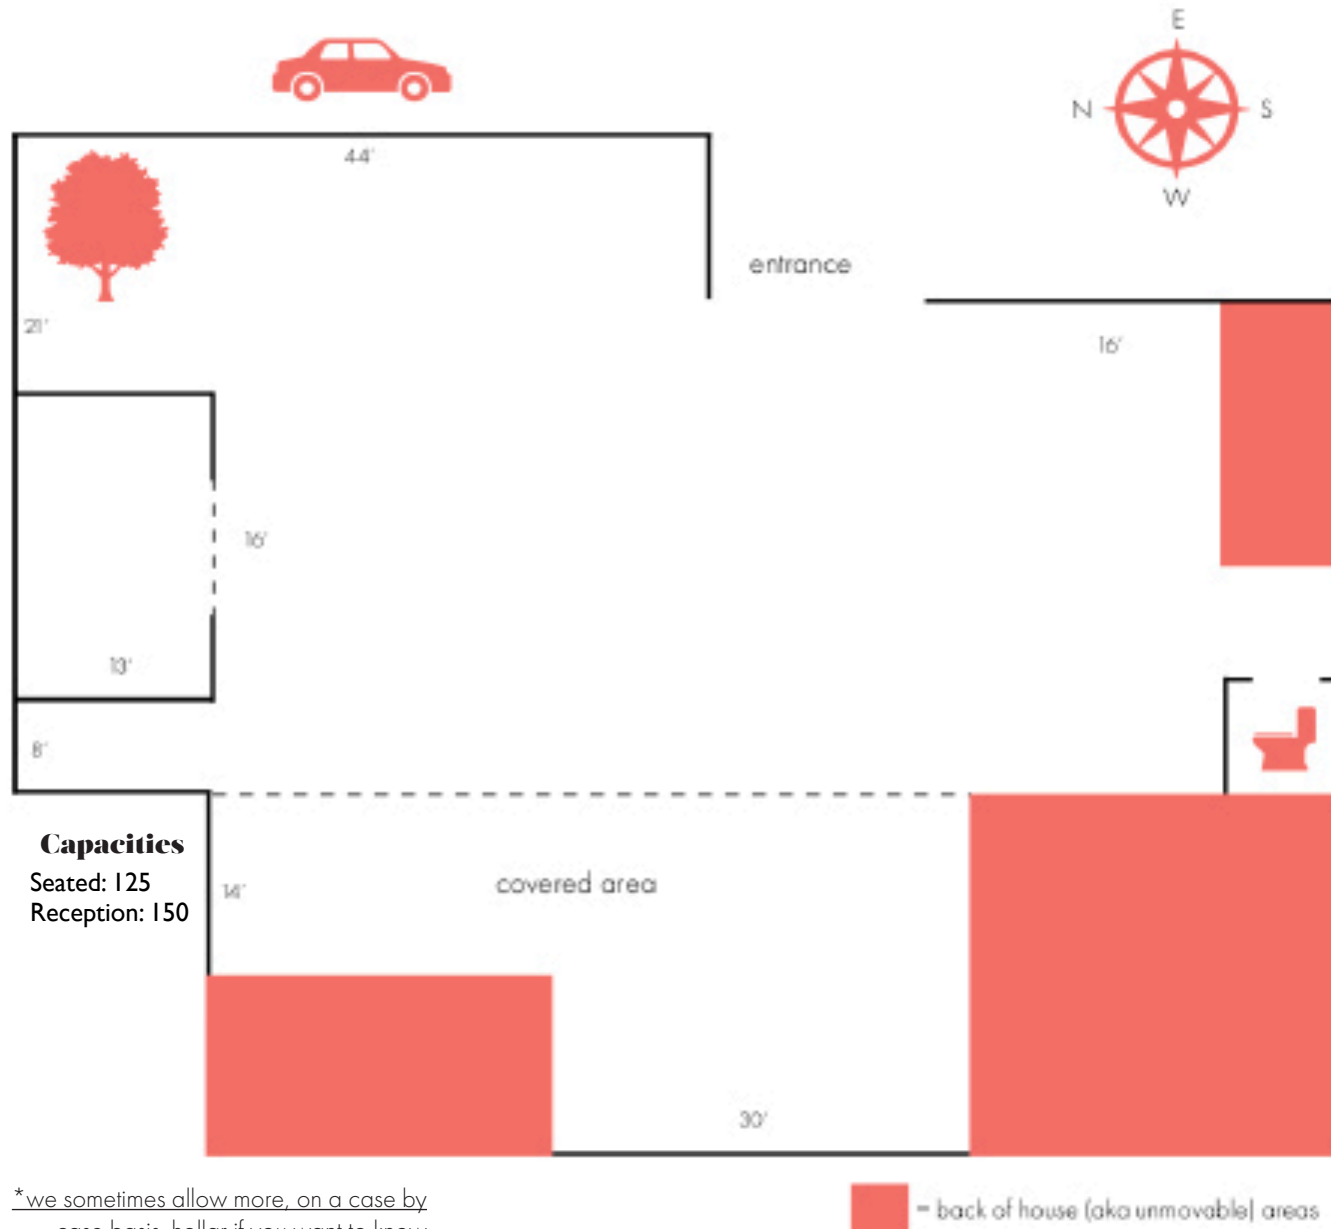 E
N
S
W
44'
entrance
21'
16'
16'
13'
8'
Capacities
Seated: 125
Reception: 150
14'
covered area
30'
*we sometimes allow more, on a case by
= back of house (aka unmovable) areas